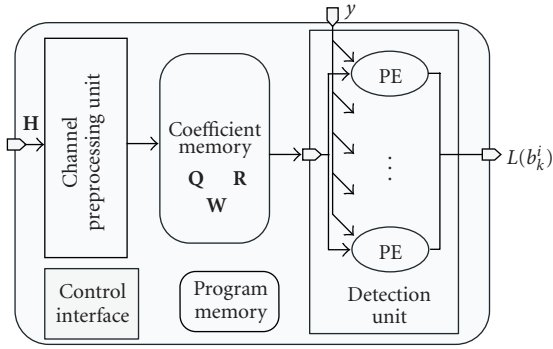 y
H
Channel
preprocessing unit
Coefficient
memory
Q R
W
PE
⋮
PE
L(b_k^i)
Control
interface
Program
memory
Detection
unit